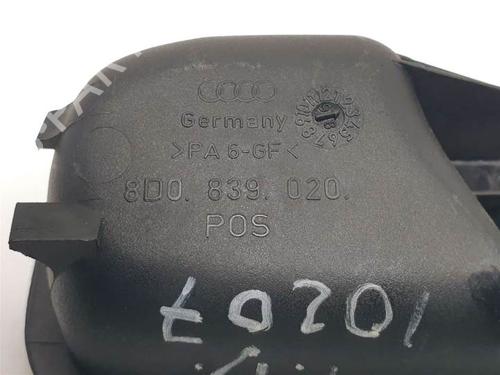 Germany
>PA 6-GF<
8D0. 839. 020.
POS
10207